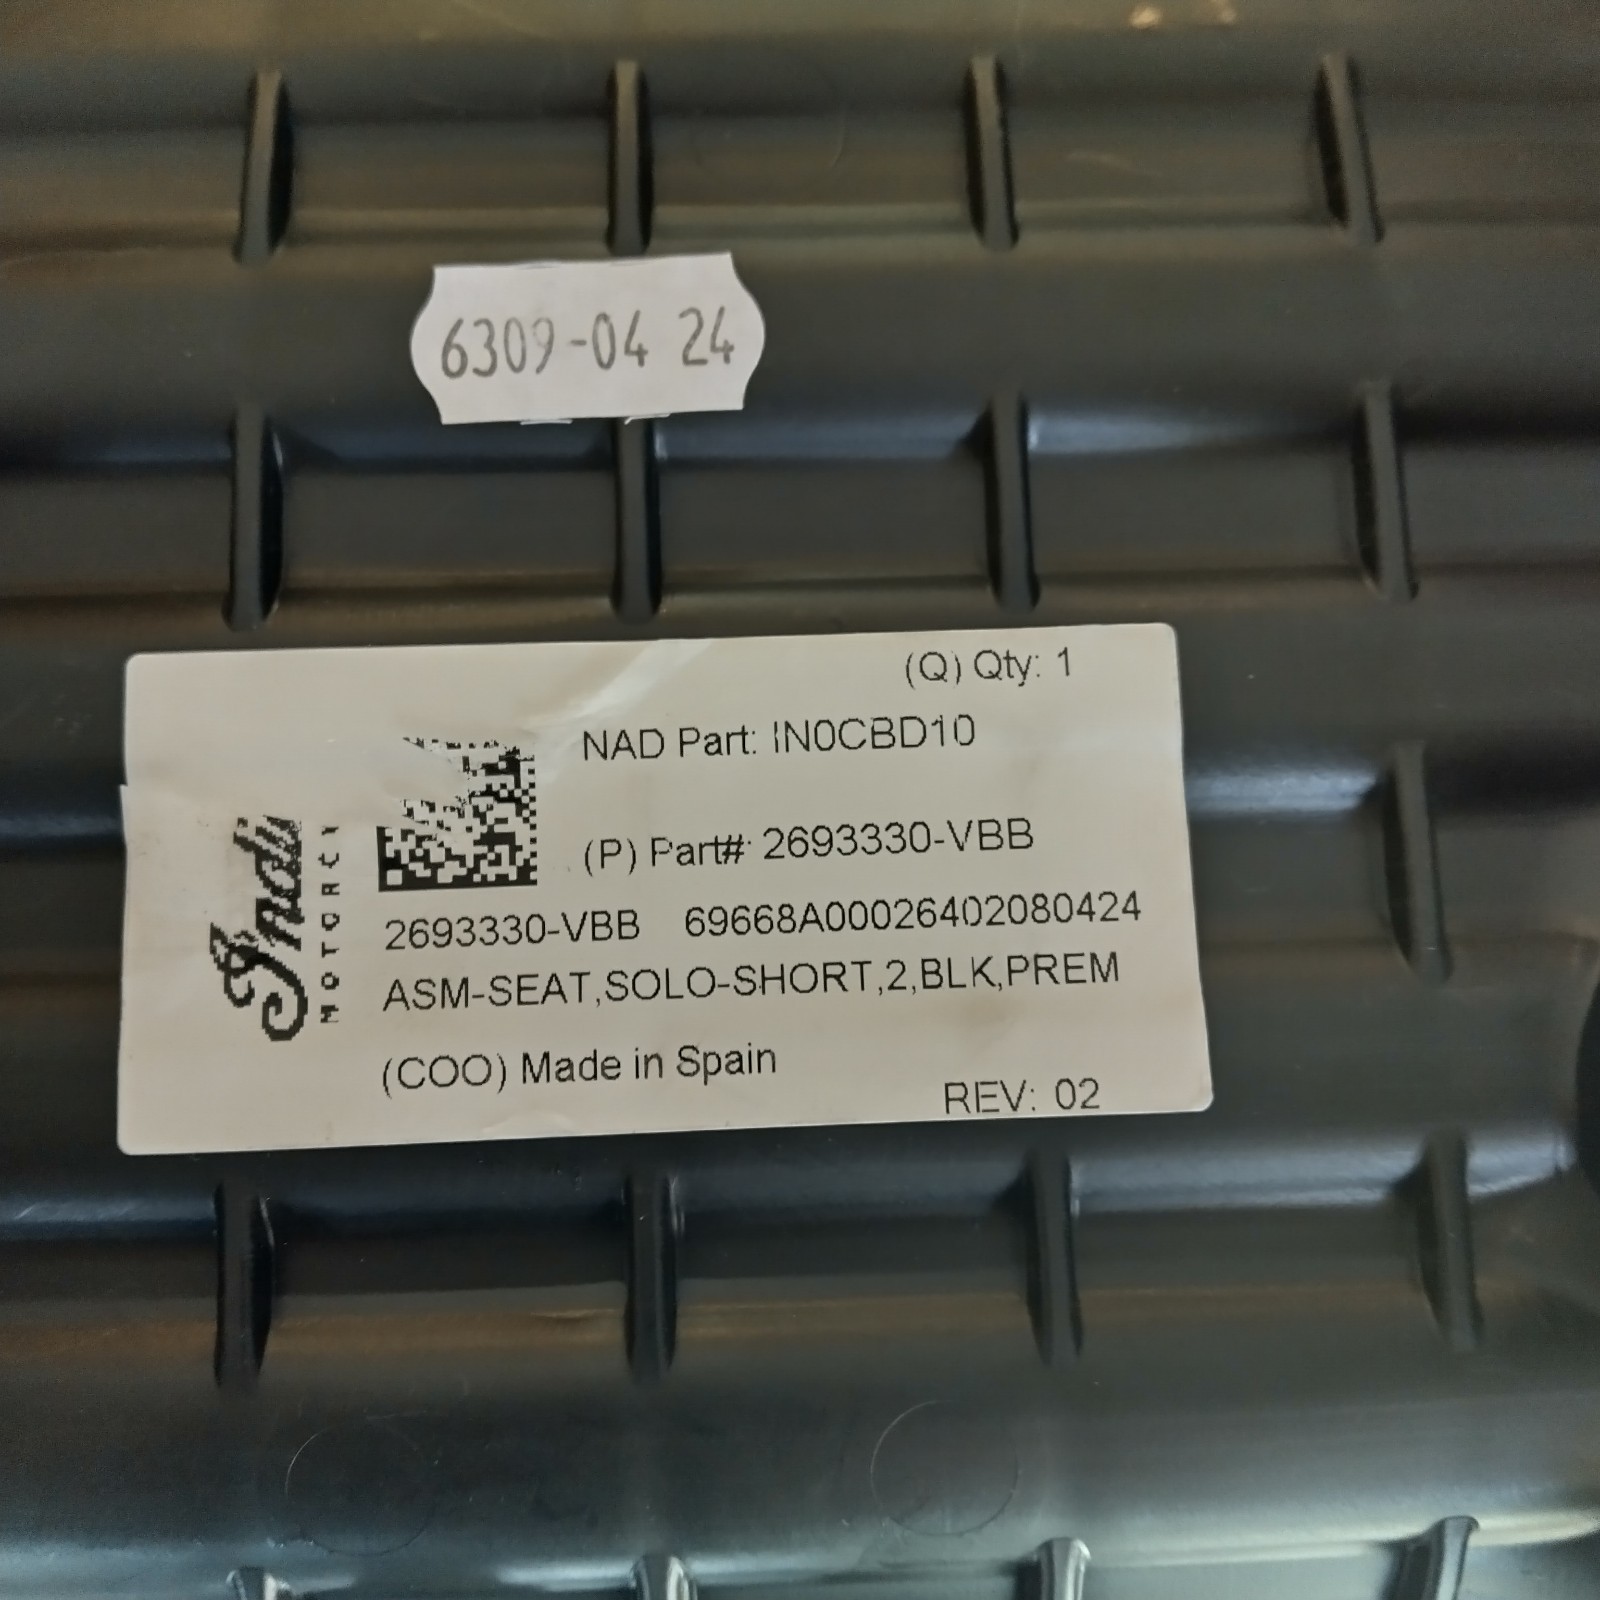 6309-04 24
(Q) Qty: 1
NAD Part: IN0CBD10
(P) Part#: 2693330-VBB
2693330-VBB 69668A00026402080424
ASM-SEAT,SOLO-SHORT,2,BLK,PREM
(COO) Made in Spain
REV: 02